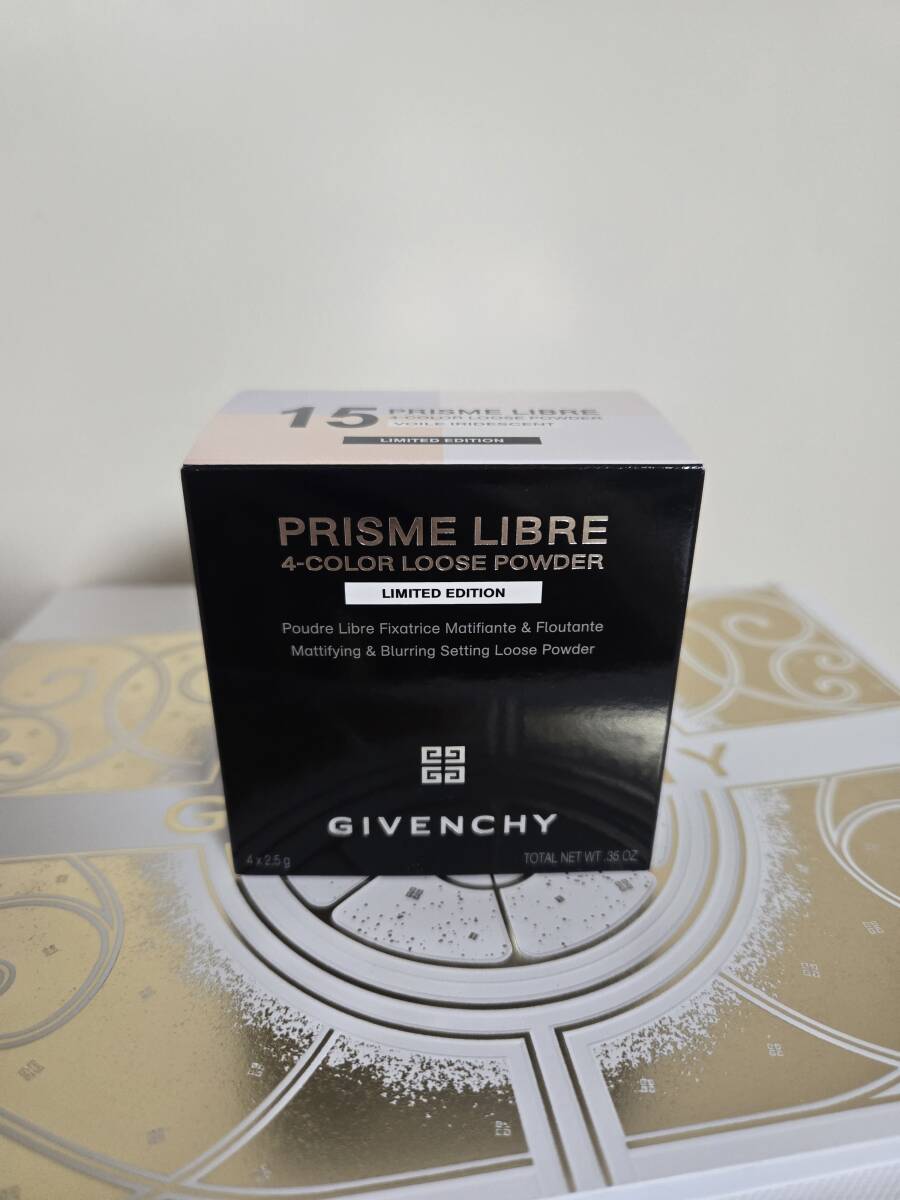 15 PRISME LIBRE
4-COLOR LOOSE POWDER
VOILE IRIDESCENT
LIMITED EDITION
PRISME LIBRE
4-COLOR LOOSE POWDER
LIMITED EDITION
Poudre Libre Fixatrice Matifiante & Floutante
Mattifying & Blurring Setting Loose Powder
GIVENCHY
4 x 2.5 g
TOTAL NET WT .35 OZ